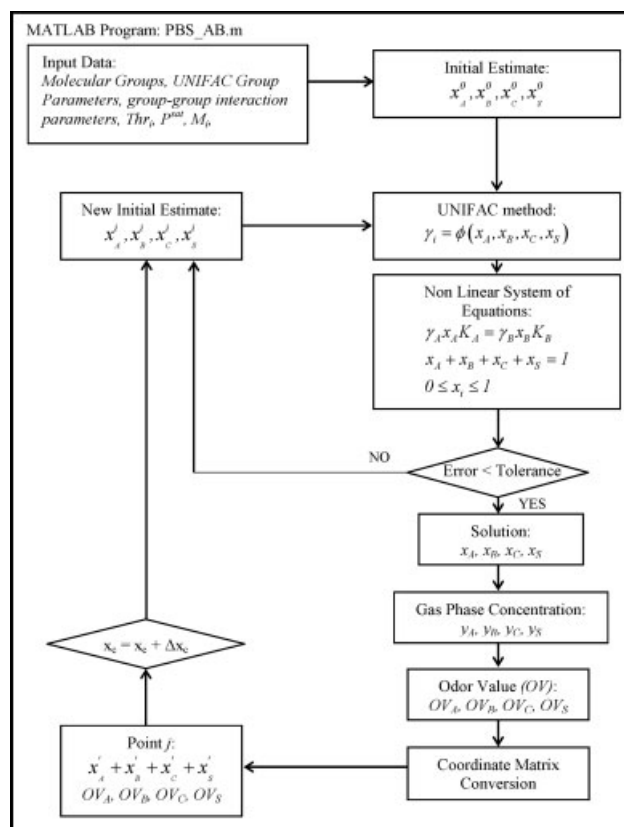 MATLAB Program: PBS_AB.m
Input Data:
Molecular Groups, UNIFAC Group
Parameters, group-group interaction
parameters, Thrᵢ, Pˢᵃᵗ, Mᵢ,
Initial Estimate:
x_A^0, x_B^0, x_C^0, x_S^0
New Initial Estimate:
x_A^j, x_B^j, x_C^j, x_S^j
UNIFAC method:
γ_i = ϕ(x_A, x_B, x_C, x_S)
Non Linear System of
Equations:
γ_A x_A K_A = γ_B x_B K_B
x_A + x_B + x_C + x_S = 1
0 ≤ x_i ≤ 1
NO
Error < Tolerance
YES
Solution:
x_A, x_B, x_C, x_S
Gas Phase Concentration:
y_A, y_B, y_C, y_S
x_c = x_c + Δx_c
Odor Value (OV):
OV_A, OV_B, OV_C, OV_S
Point j:
x_A^' + x_B^' + x_C^' + x_S^'
OV_A, OV_B, OV_C, OV_S
Coordinate Matrix
Conversion